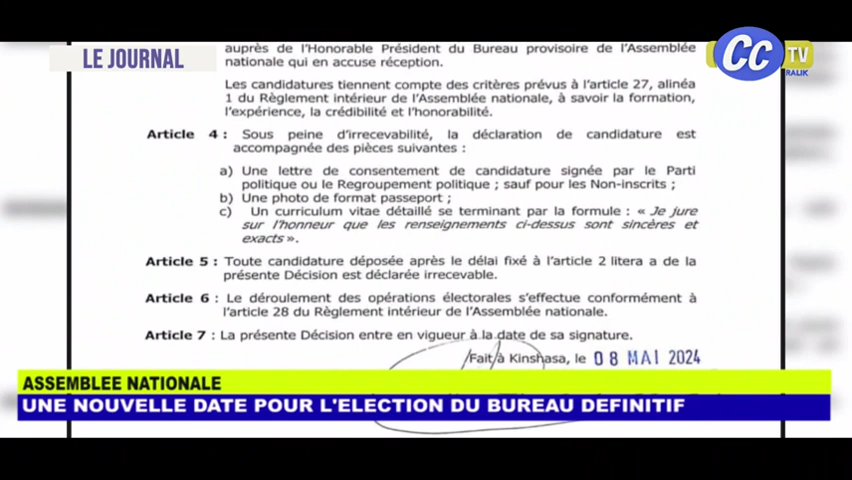 LE JOURNAL
CC TV
RALIK
auprès de l'Honorable Président du Bureau provisoire de l'Assemblée
nationale qui en accuse réception.
Les candidatures tiennent compte des critères prévus à l'article 27, alinéa
1 du Règlement intérieur de l'Assemblée nationale, à savoir la formation,
l'expérience, la crédibilité et l'honorabilité.
Article 4 : Sous peine d'irrecevabilité, la déclaration de candidature est
accompagnée des pièces suivantes :
a) Une lettre de consentement de candidature signée par le Parti
politique ou le Regroupement politique ; sauf pour les Non-inscrits ;
b) Une photo de format passeport ;
c) Un curriculum vitae détaillé se terminant par la formule : « Je jure
sur l'honneur que les renseignements ci-dessus sont sincères et
exacts ».
Article 5 : Toute candidature déposée après le délai fixé à l'article 2 litera a de la
présente Décision est déclarée irrecevable.
Article 6 : Le déroulement des opérations électorales s'effectue conformément à
l'article 28 du Règlement intérieur de l'Assemblée nationale.
Article 7 : La présente Décision entre en vigueur à la date de sa signature.
Fait à Kinshasa, le 08 MAI 2024
ASSEMBLEE NATIONALE
UNE NOUVELLE DATE POUR L'ELECTION DU BUREAU DEFINITIF